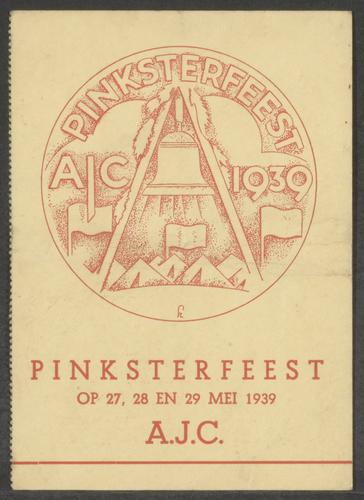 PINKSTERFEEST
AJC 1939
PINKSTERFEEST
OP 27, 28 EN 29 MEI 1939
A.J.C.